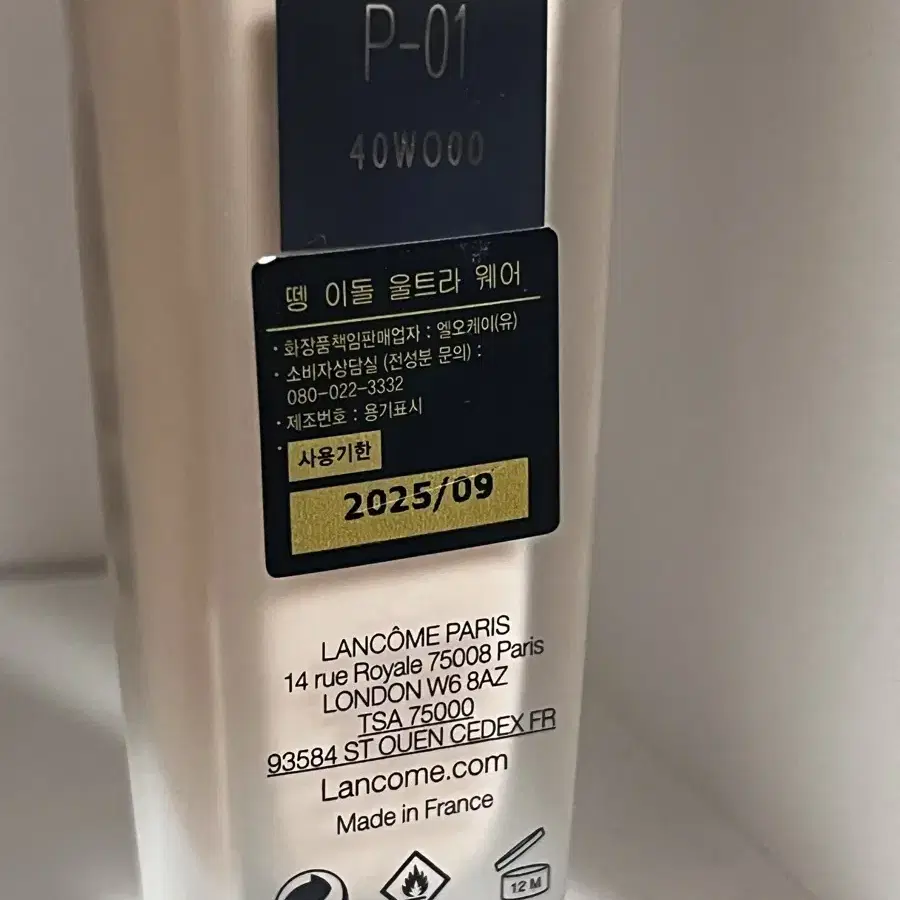 P-01
40WO00
뗑 이돌 울트라 웨어
• 화장품책임판매업자 : 엘오케이(유)
• 소비자상담실 (전성분 문의) :
080-022-3332
• 제조번호 : 용기표시
• 사용기한
2025/09
LANCÔME PARIS
14 rue Royale 75008 Paris
LONDON W6 8AZ
TSA 75000
93584 ST OUEN CEDEX FR
Lancome.com
Made in France
12 M